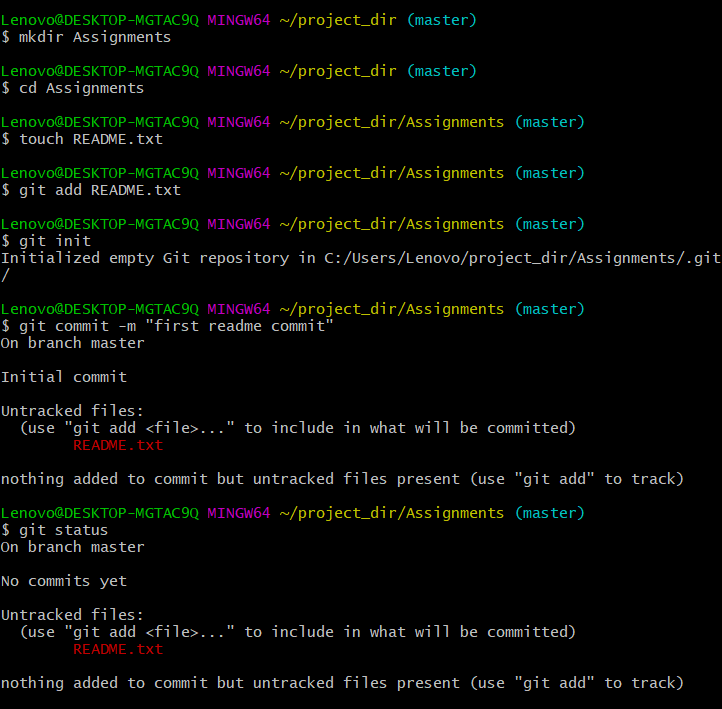 Lenovo@DESKTOP-MGTAC9Q MINGW64 ~/project_dir (master)
$ mkdir Assignments
Lenovo@DESKTOP-MGTAC9Q MINGW64 ~/project_dir (master)
$ cd Assignments
Lenovo@DESKTOP-MGTAC9Q MINGW64 ~/project_dir/Assignments (master)
$ touch README.txt
Lenovo@DESKTOP-MGTAC9Q MINGW64 ~/project_dir/Assignments (master)
$ git add README.txt
Lenovo@DESKTOP-MGTAC9Q MINGW64 ~/project_dir/Assignments (master)
$ git init
Initialized empty Git repository in C:/Users/Lenovo/project_dir/Assignments/.git
/
Lenovo@DESKTOP-MGTAC9Q MINGW64 ~/project_dir/Assignments (master)
$ git commit -m "first readme commit"
On branch master
Initial commit
Untracked files:
  (use "git add <file>..." to include in what will be committed)
        README.txt
nothing added to commit but untracked files present (use "git add" to track)
Lenovo@DESKTOP-MGTAC9Q MINGW64 ~/project_dir/Assignments (master)
$ git status
On branch master
No commits yet
Untracked files:
  (use "git add <file>..." to include in what will be committed)
        README.txt
nothing added to commit but untracked files present (use "git add" to track)